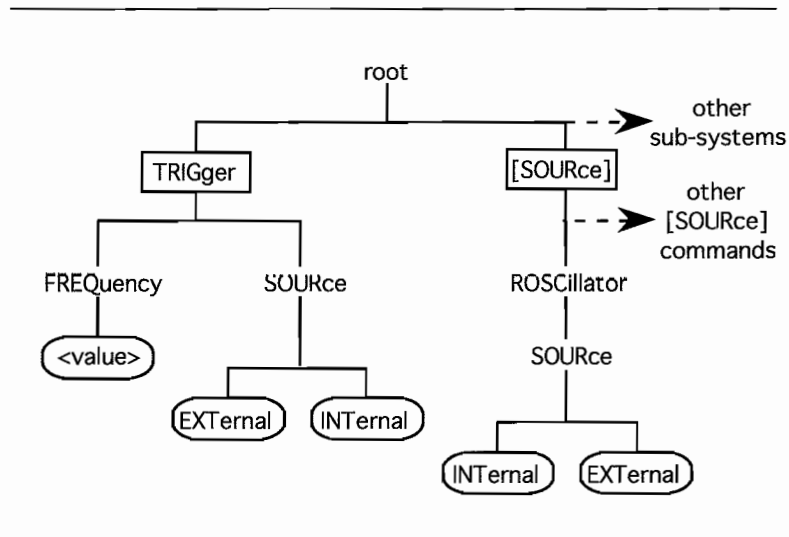 root
other
sub-systems
TRIGger
[SOURce]
other
[SOURce]
commands
FREQuency
SOURce
ROSCillator
<value>
SOURce
EXTernal
INTernal
INTernal
EXTernal